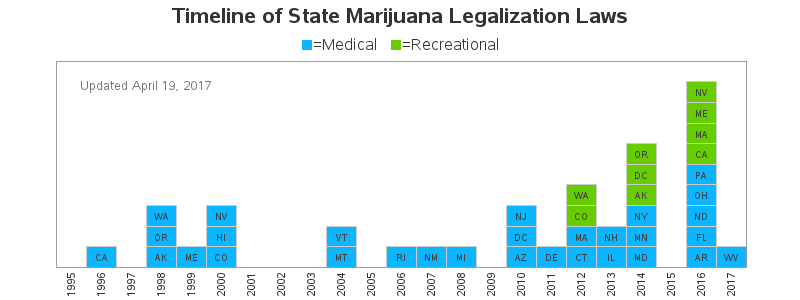 Timeline of State Marijuana Legalization Laws
=Medical =Recreational
Updated April 19, 2017
NV
ME
MA
OR CA
DC PA
WA AK OH
WA NV NJ CO NY ND
OR HI VT DC MA NH MN FL
CA AK ME CO MT RI NM MI AZ DE CT IL MD AR WV
1995 1996 1997 1998 1999 2000 2001 2002 2003 2004 2005 2006 2007 2008 2009 2010 2011 2012 2013 2014 2015 2016 2017